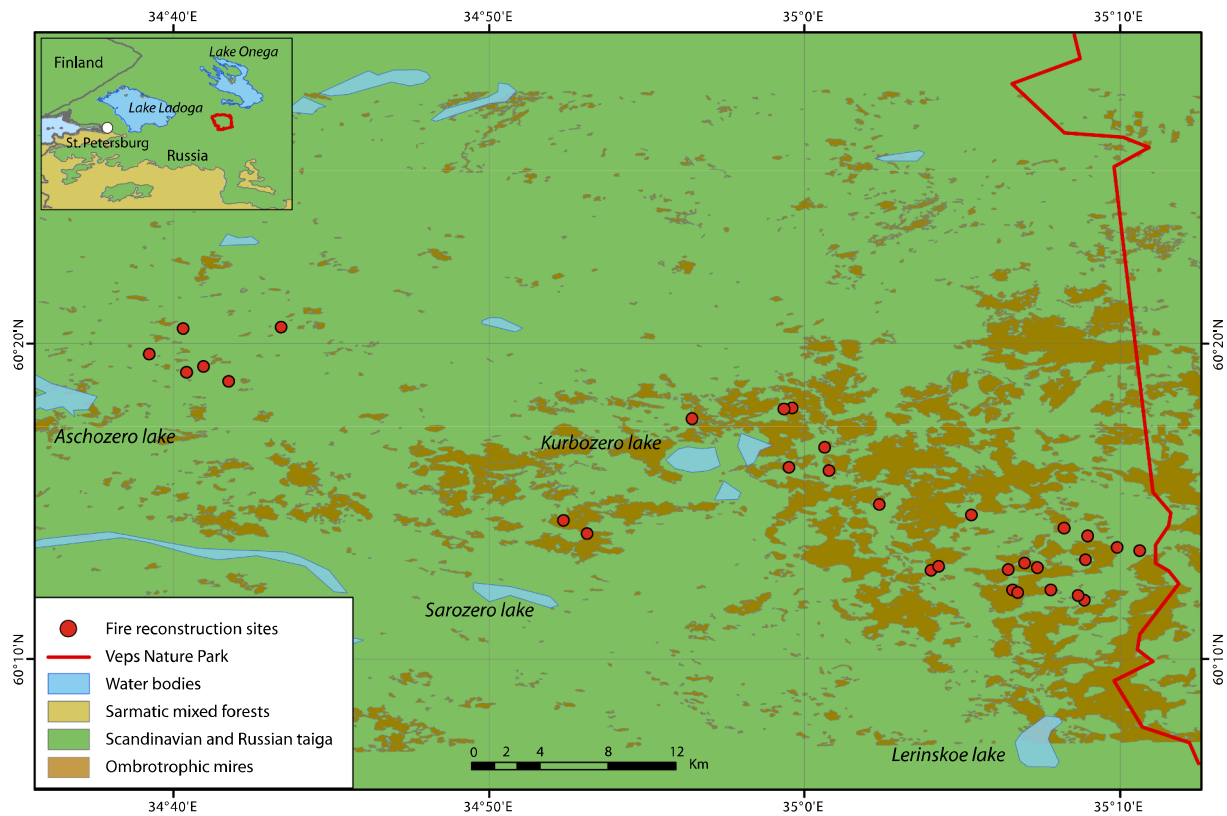 34°40'E
34°50'E
35°0'E
35°10'E
Finland
Lake Onega
Lake Ladoga
St. Petersburg
Russia
60°20'N
60°20'N
Aschozero lake
Kurbozero lake
Sarozero lake
60°10'N
60°10'N
Lerinskoe lake
Fire reconstruction sites
Veps Nature Park
Water bodies
Sarmatic mixed forests
Scandinavian and Russian taiga
Ombrotrophic mires
0 2 4 8 12
Km
34°40'E
34°50'E
35°0'E
35°10'E